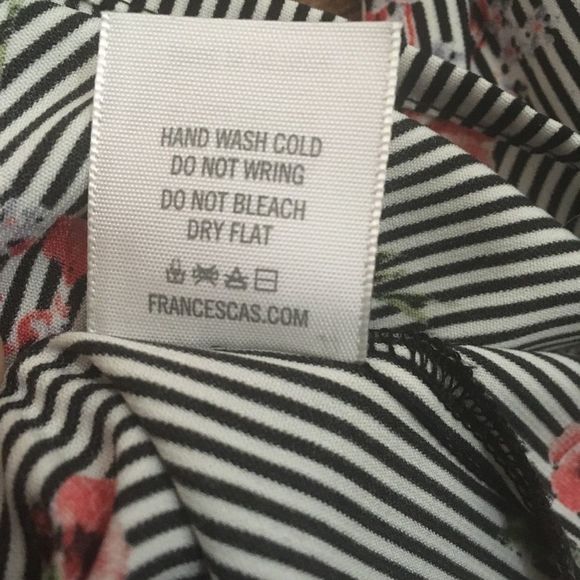 HAND WASH COLD
DO NOT WRING
DO NOT BLEACH
DRY FLAT
FRANCESCAS.COM